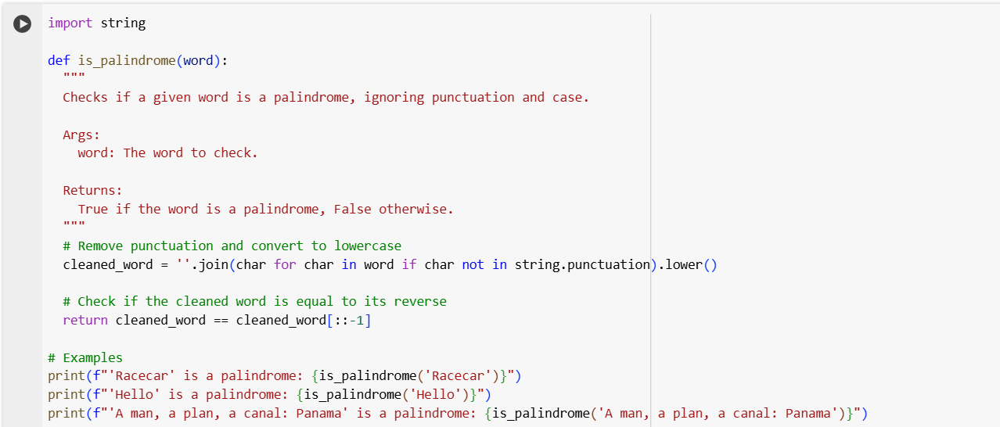 import string
def is_palindrome(word):
"""
Checks if a given word is a palindrome, ignoring punctuation and case.
Args:
word: The word to check.
Returns:
True if the word is a palindrome, False otherwise.
"""
# Remove punctuation and convert to lowercase
cleaned_word = ''.join(char for char in word if char not in string.punctuation).lower()
# Check if the cleaned word is equal to its reverse
return cleaned_word == cleaned_word[::-1]
# Examples
print(f"'Racecar' is a palindrome: {is_palindrome('Racecar')}")
print(f"'Hello' is a palindrome: {is_palindrome('Hello')}")
print(f"'A man, a plan, a canal: Panama' is a palindrome: {is_palindrome('A man, a plan, a canal: Panama')}")